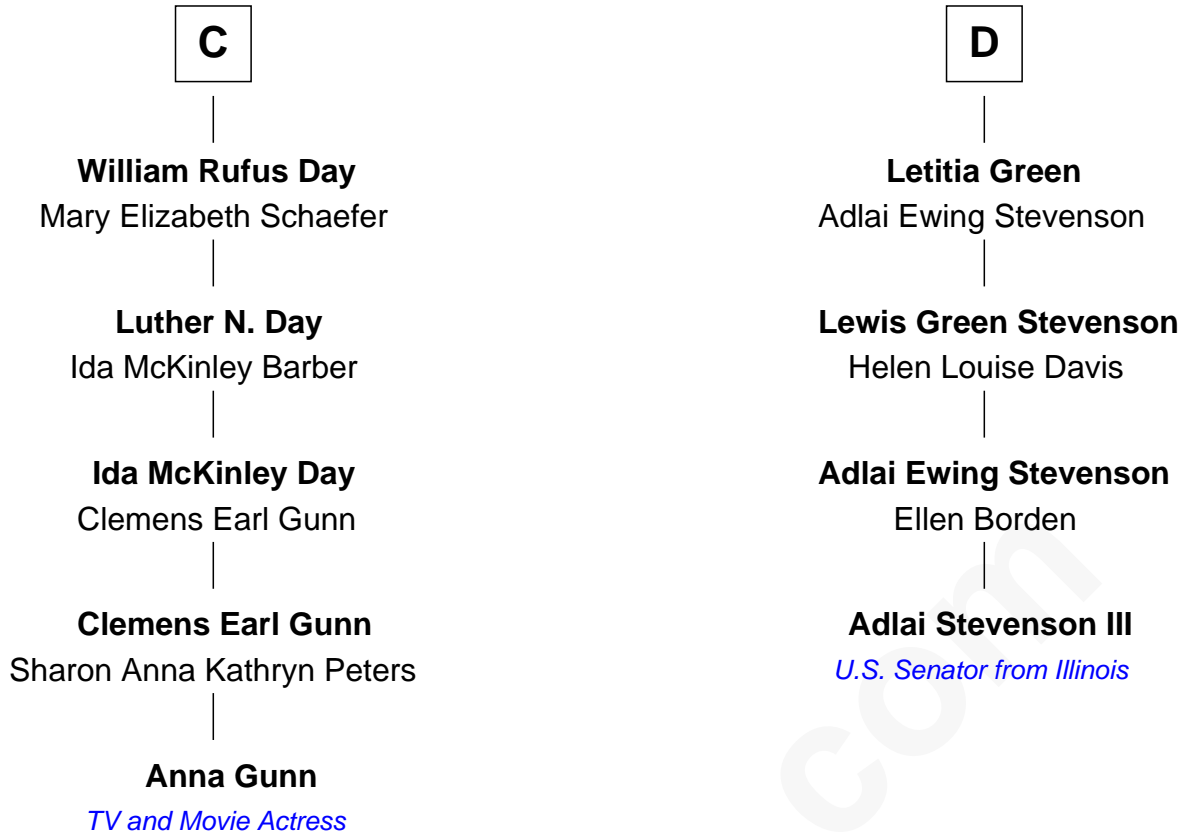 C
William Rufus Day
Mary Elizabeth Schaefer
Luther N. Day
Ida McKinley Barber
Ida McKinley Day
Clemens Earl Gunn
Clemens Earl Gunn
Sharon Anna Kathryn Peters
Anna Gunn
TV and Movie Actress
D
Letitia Green
Adlai Ewing Stevenson
Lewis Green Stevenson
Helen Louise Davis
Adlai Ewing Stevenson
Ellen Borden
Adlai Stevenson III
U.S. Senator from Illinois
com